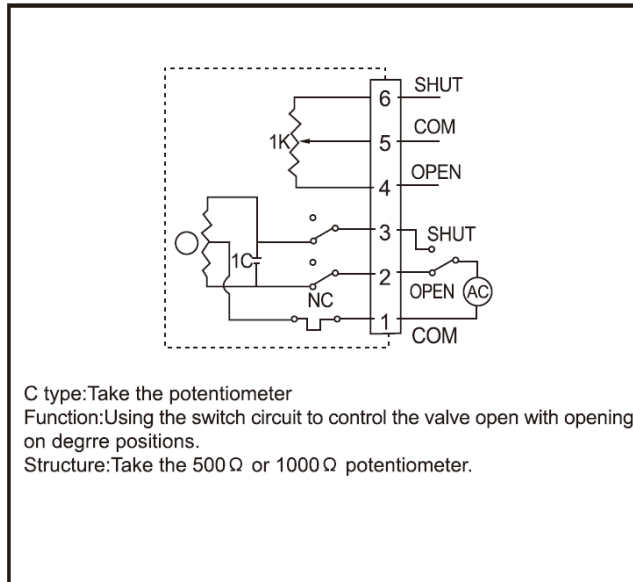 6 SHUT
1K 5 COM
4 OPEN
3 SHUT
1C
2 OPEN AC
NC
1 COM
C type:Take the potentiometer
Function:Using the switch circuit to control the valve open with opening
on degrre positions.
Structure:Take the 500Ω or 1000Ω potentiometer.